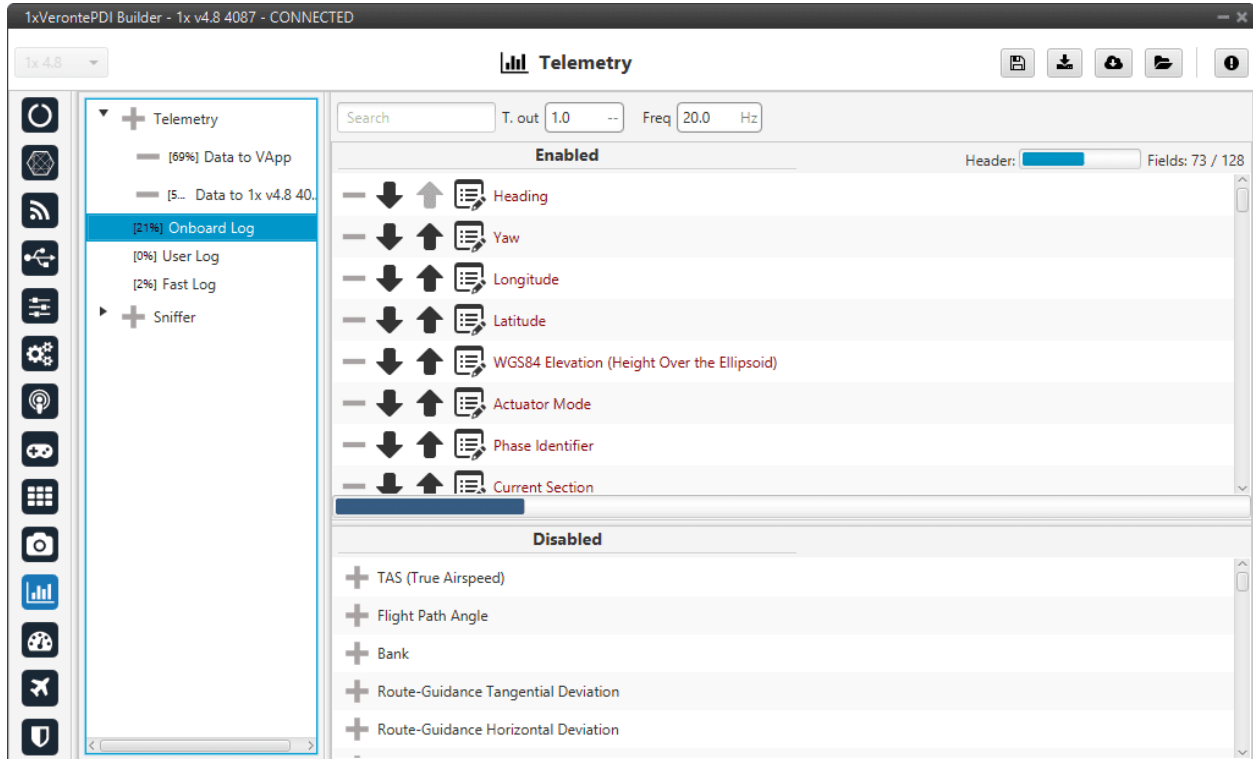 1xVerontePDI Builder - 1x v4.8 4087 - CONNECTED
1x 4.8
Telemetry
Telemetry
[69%] Data to VApp
[5... Data to 1x v4.8 40..
[21%] Onboard Log
[0%] User Log
[2%] Fast Log
Sniffer
Search T. out 1.0 -- Freq 20.0 Hz
Enabled
Header: Fields: 73 / 128
Heading
Yaw
Longitude
Latitude
WGS84 Elevation (Height Over the Ellipsoid)
Actuator Mode
Phase Identifier
Current Section
Disabled
TAS (True Airspeed)
Flight Path Angle
Bank
Route-Guidance Tangential Deviation
Route-Guidance Horizontal Deviation